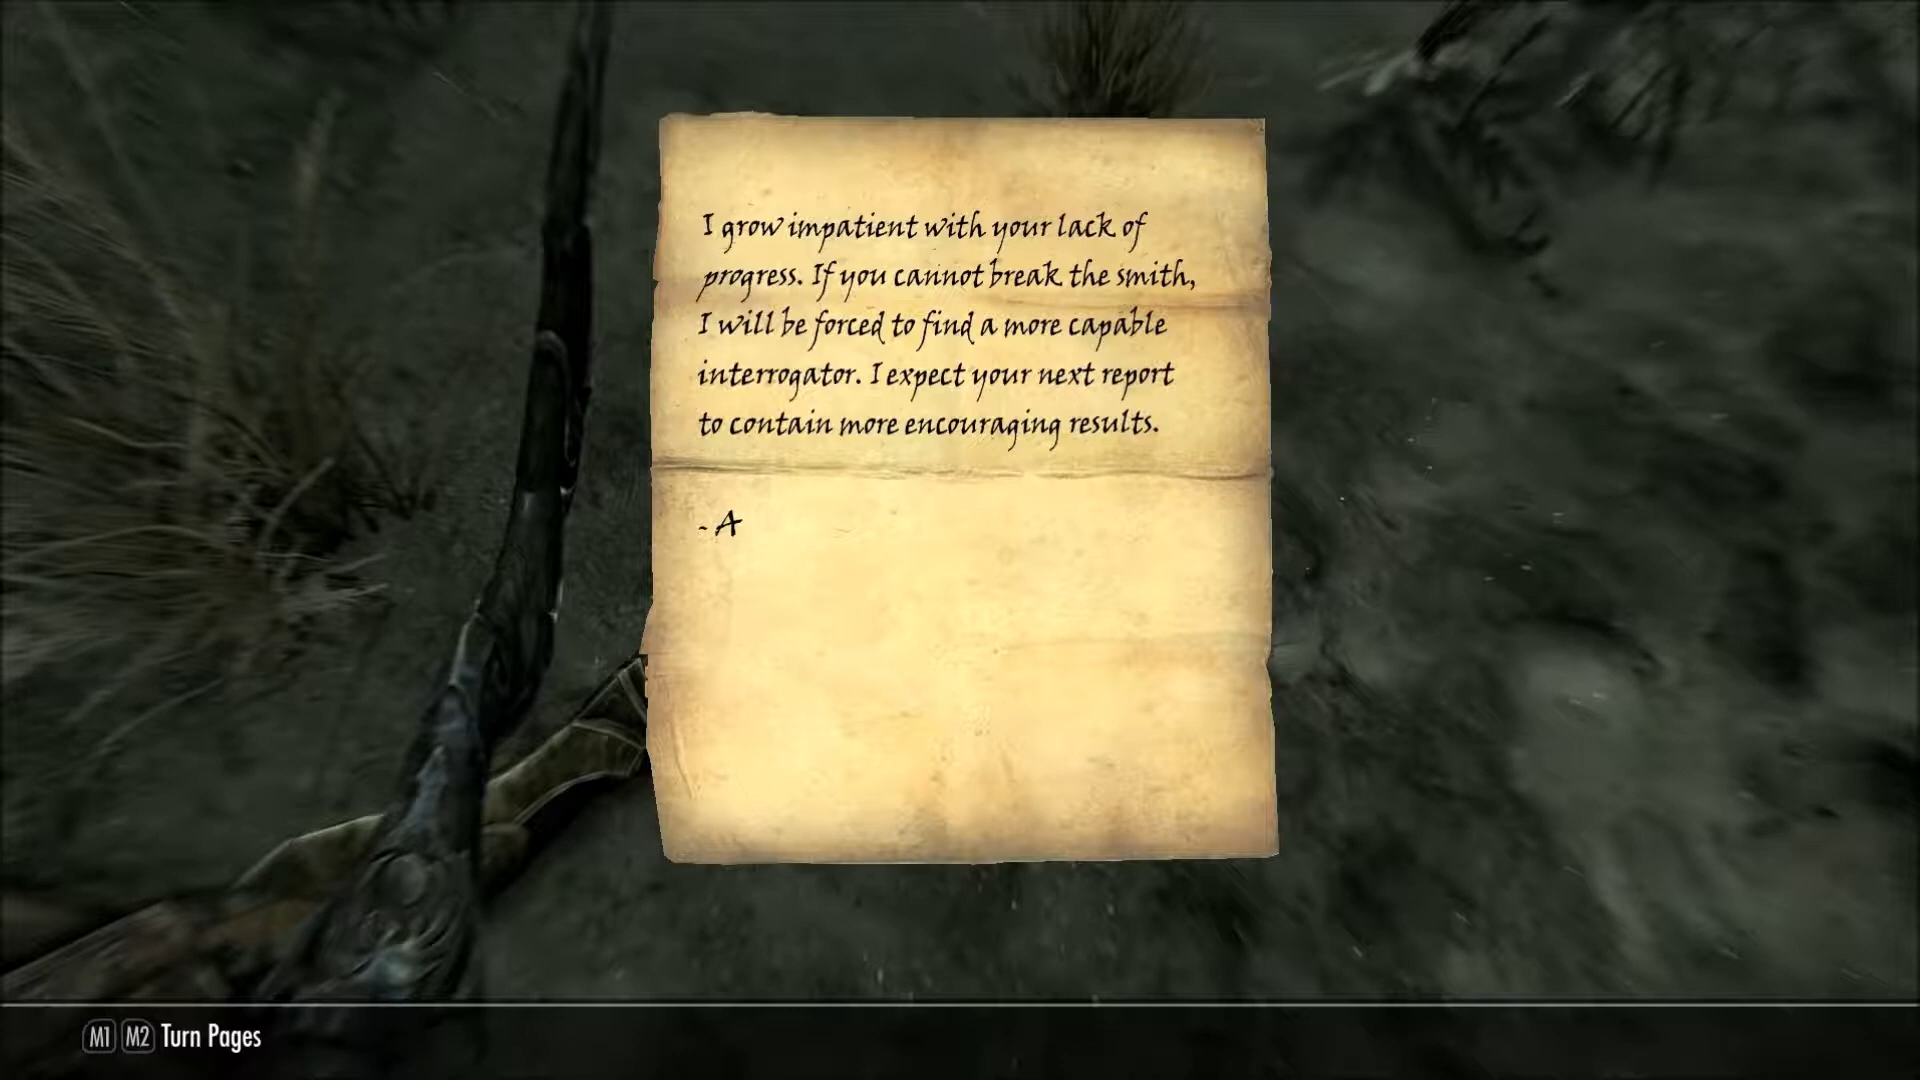 I grow impatient with your lack of
progress. If you cannot break the smith,
I will be forced to find a more capable
interrogator. I expect your next report
to contain more encouraging results.
- A
M1 M2 Turn Pages